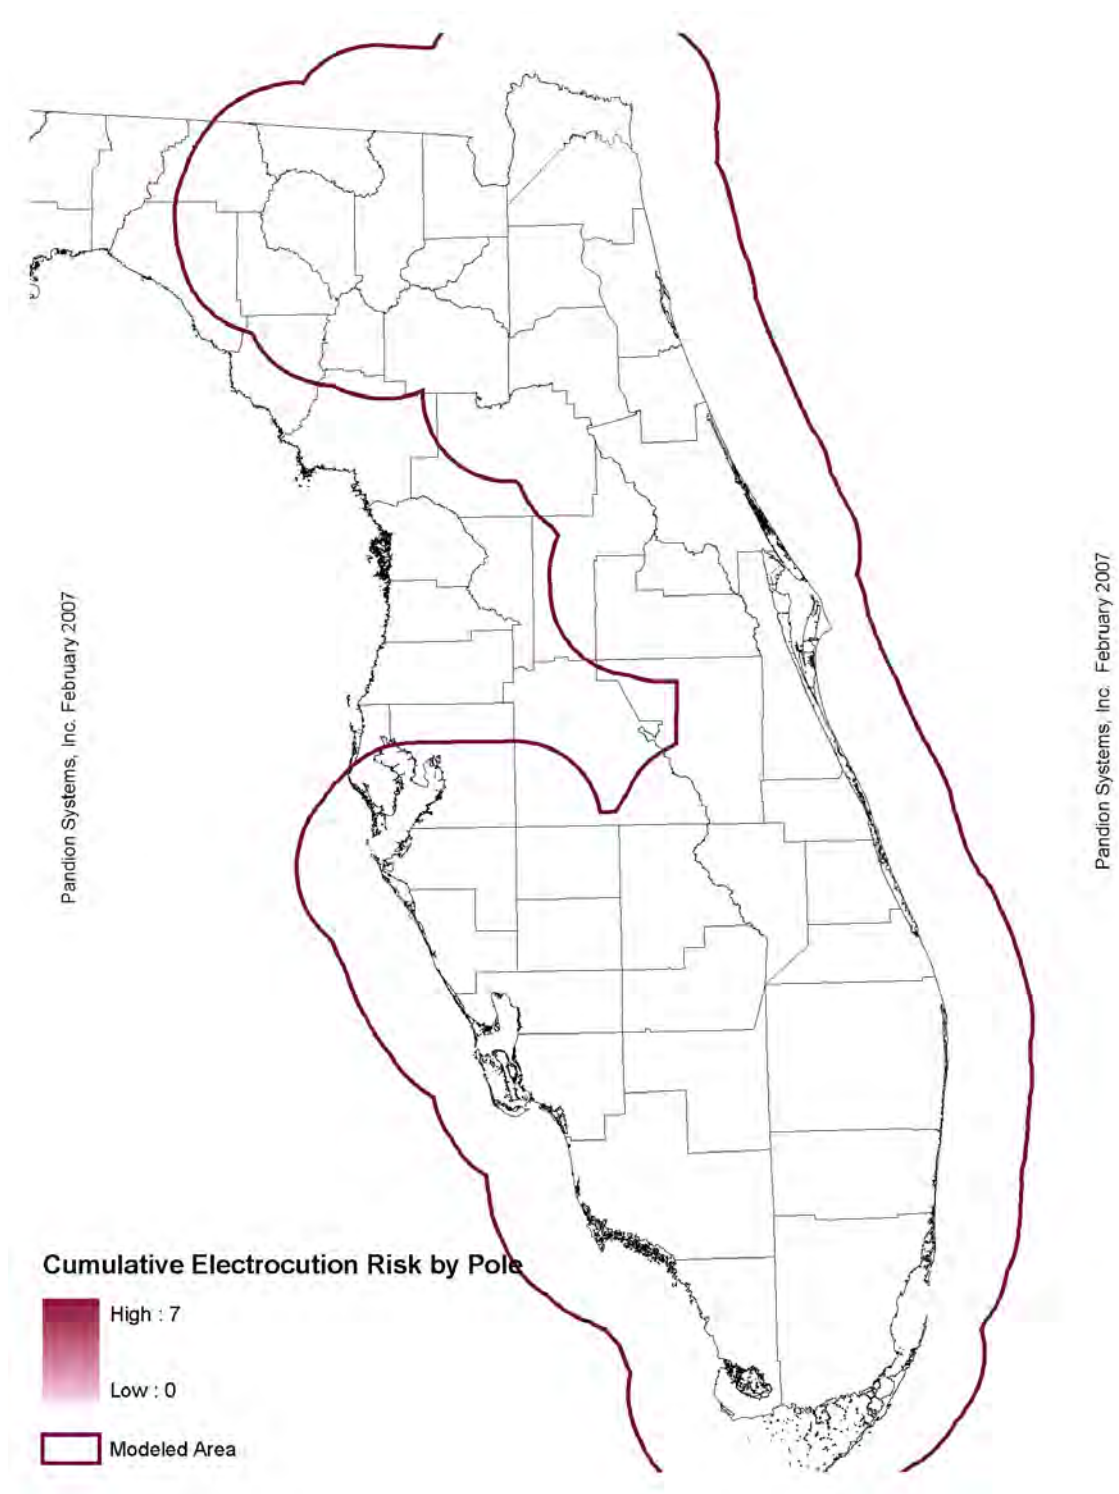 Pandion Systems, Inc. February 2007
Pandion Systems, Inc. February 2007
Cumulative Electrocution Risk by Pole
High : 7
Low : 0
Modeled Area